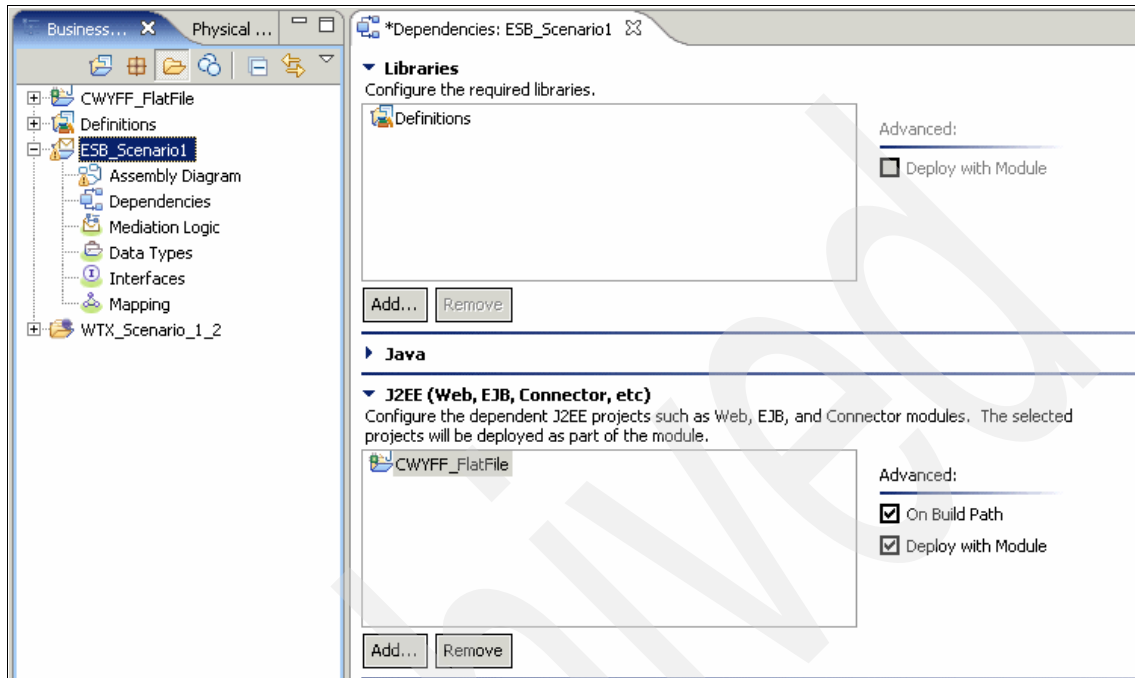 Business... Physical ...
CWYFF_FlatFile
Definitions
ESB_Scenario1
Assembly Diagram
Dependencies
Mediation Logic
Data Types
Interfaces
Mapping
WTX_Scenario_1_2
*Dependencies: ESB_Scenario1
Libraries
Configure the required libraries.
Definitions
Advanced:
Deploy with Module
Add... Remove
Java
J2EE (Web, EJB, Connector, etc)
Configure the dependent J2EE projects such as Web, EJB, and Connector modules. The selected
projects will be deployed as part of the module.
CWYFF_FlatFile
Advanced:
On Build Path
Deploy with Module
Add... Remove
hived